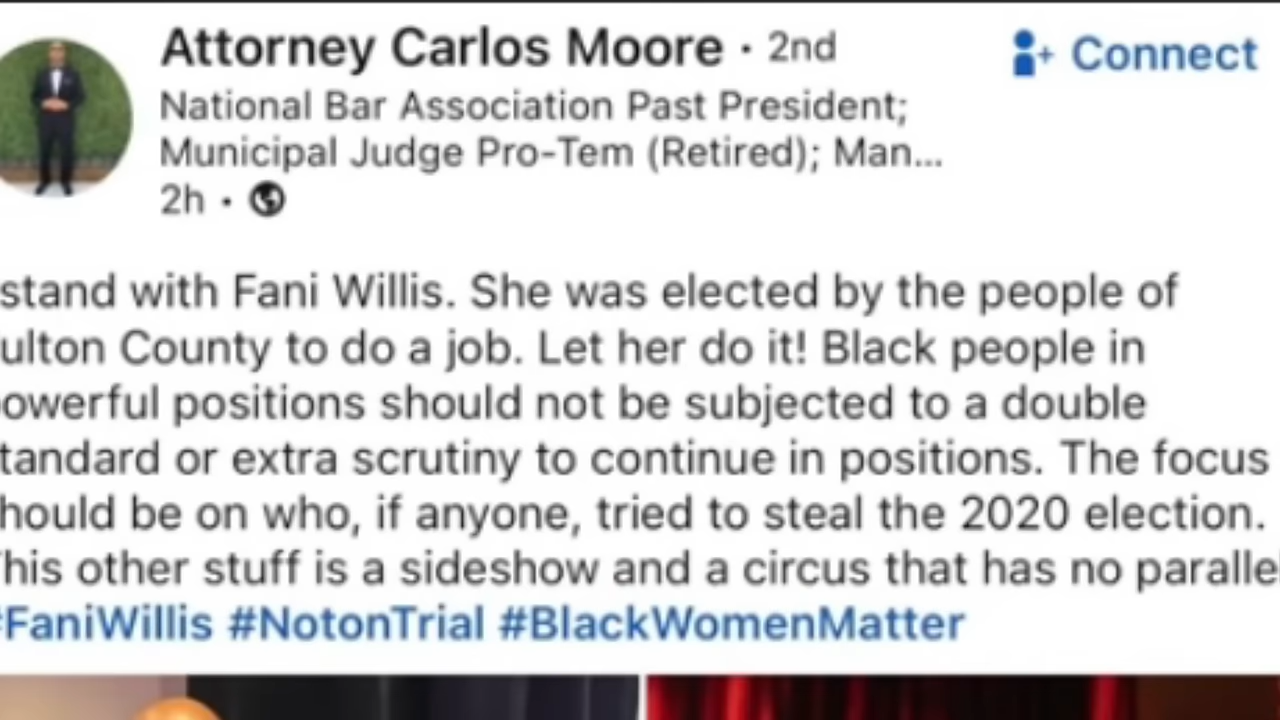 Attorney Carlos Moore · 2nd
Connect
National Bar Association Past President;
Municipal Judge Pro-Tem (Retired); Man...
2h ·
stand with Fani Willis. She was elected by the people of
ulton County to do a job. Let her do it! Black people in
owerful positions should not be subjected to a double
tandard or extra scrutiny to continue in positions. The focus
hould be on who, if anyone, tried to steal the 2020 election.
his other stuff is a sideshow and a circus that has no parallel
#FaniWillis #NotonTrial #BlackWomenMatter